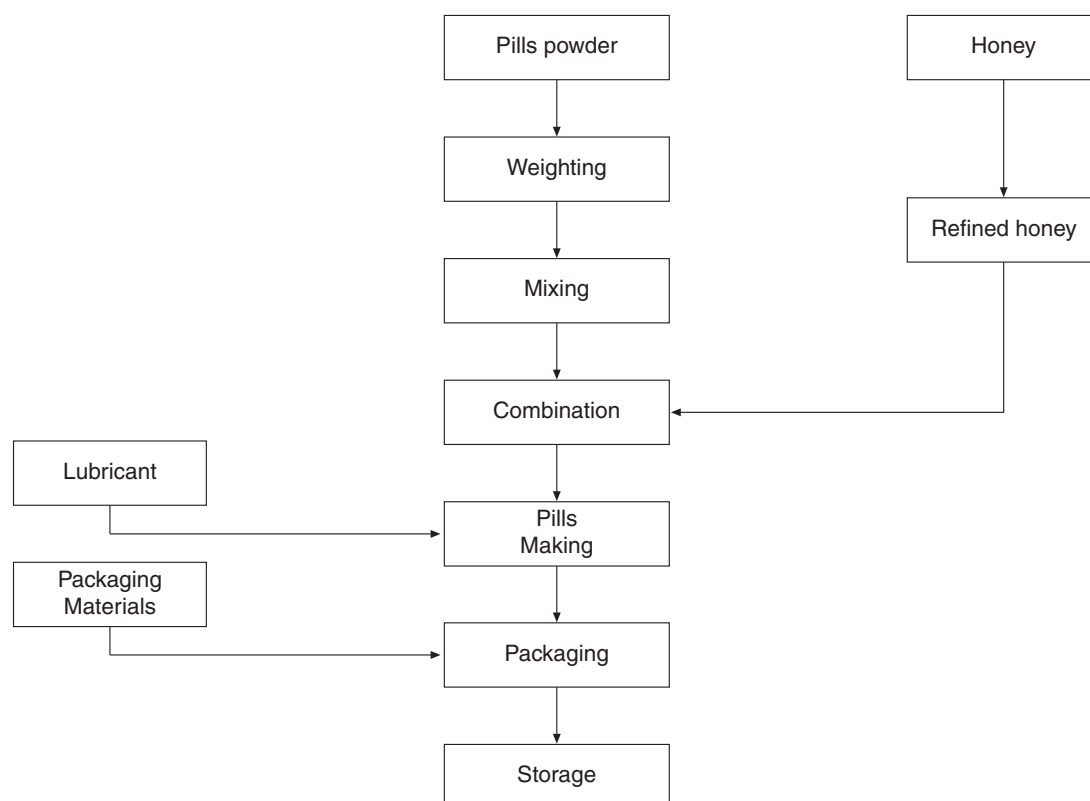 Pills powder
Honey
Weighting
Refined honey
Mixing
Combination
Lubricant
Pills
Making
Packaging
Materials
Packaging
Storage